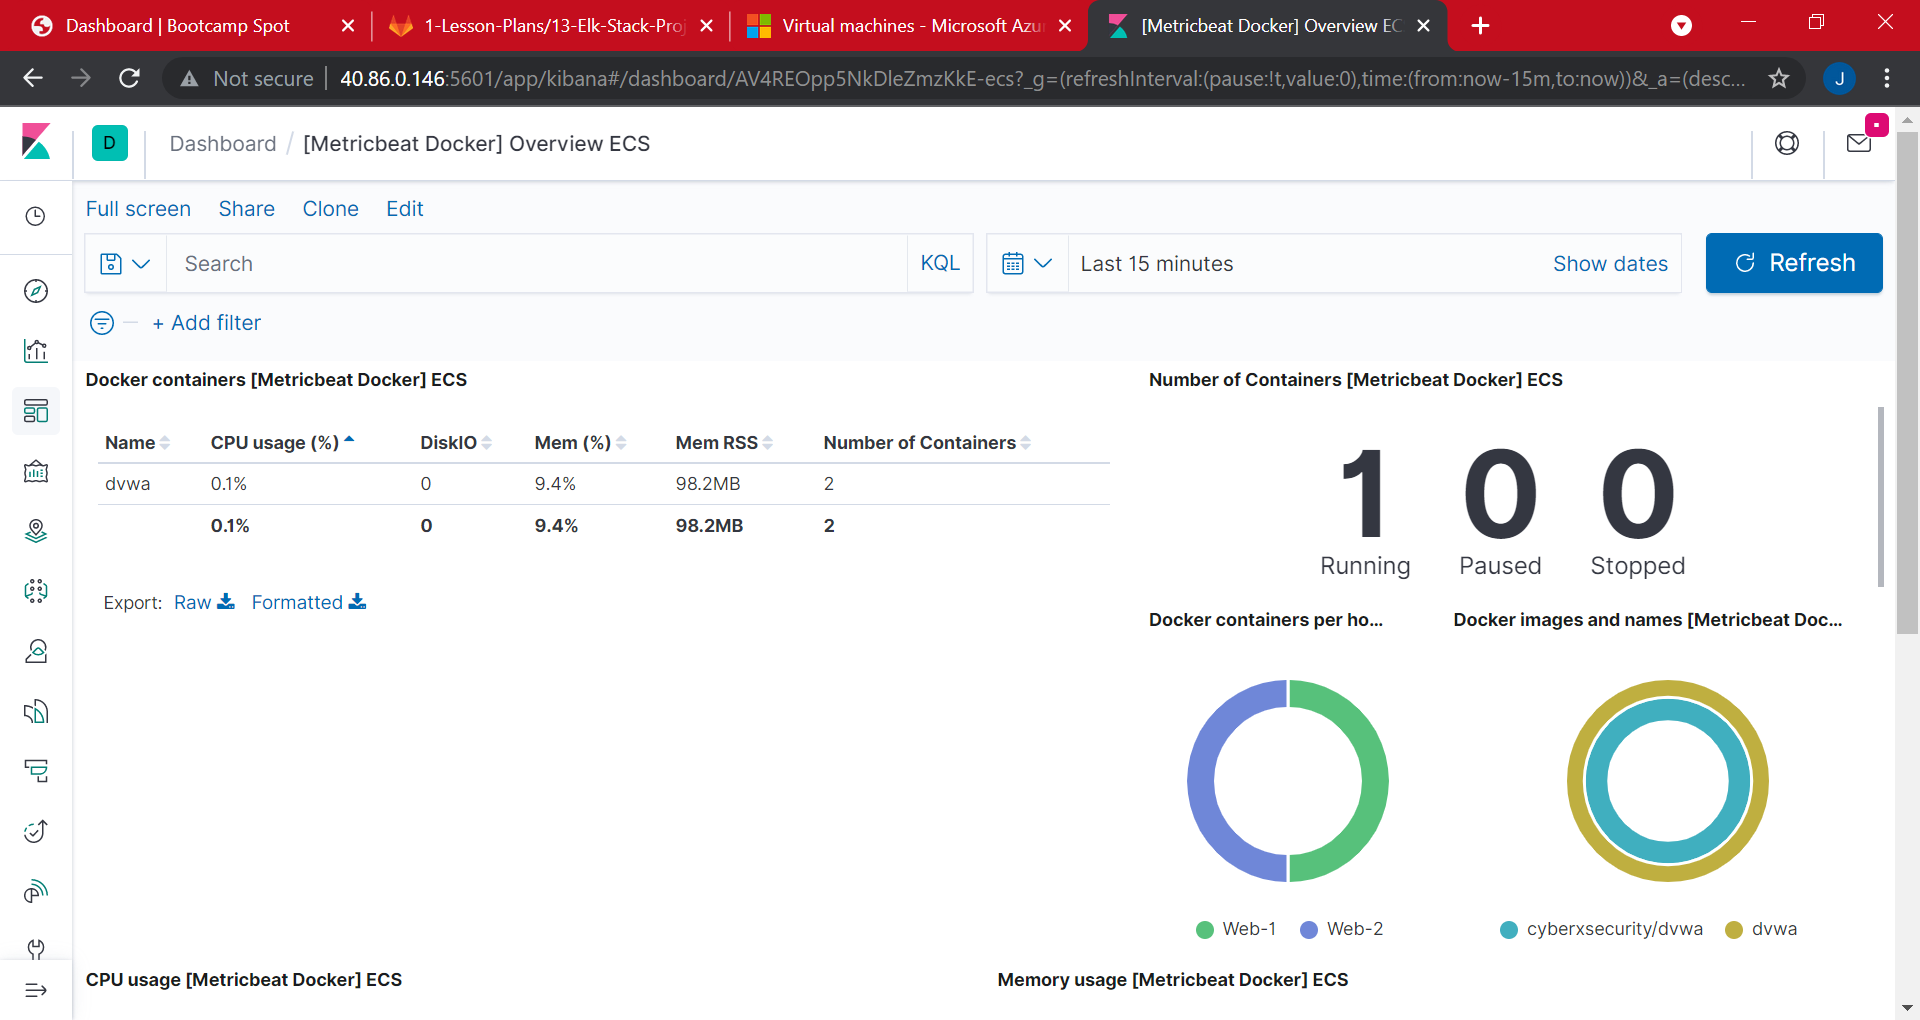 Dashboard | Bootcamp Spot
1-Lesson-Plans/13-Elk-Stack-Proj
Virtual machines - Microsoft Azu
[Metricbeat Docker] Overview EC
Not secure
40.86.0.146:5601/app/kibana#/dashboard/AV4REOpp5NkDleZmzKkE-ecs?_g=(refreshInterval:(pause:!t,value:0),time:(from:now-15m,to:now))&_a=(desc...
J
D
Dashboard / [Metricbeat Docker] Overview ECS
Full screen Share Clone Edit
Search KQL
Last 15 minutes Show dates
Refresh
+ Add filter
Docker containers [Metricbeat Docker] ECS
Name CPU usage (%) DiskIO Mem (%) Mem RSS Number of Containers
dvwa 0.1% 0 9.4% 98.2MB 2
0.1% 0 9.4% 98.2MB 2
Export: Raw Formatted
Number of Containers [Metricbeat Docker] ECS
1 0 0
Running Paused Stopped
Docker containers per ho...
Web-1 Web-2
Docker images and names [Metricbeat Doc...
cyberxsecurity/dvwa dvwa
CPU usage [Metricbeat Docker] ECS
Memory usage [Metricbeat Docker] ECS